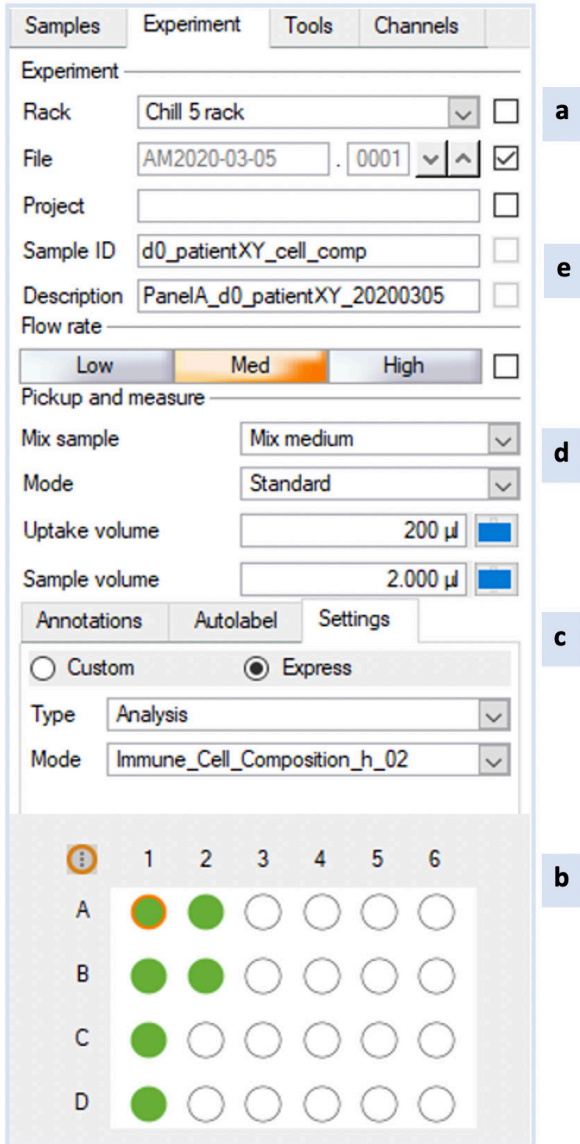 Samples Experiment Tools Channels
Experiment
Rack Chill 5 rack a
File AM2020-03-05 . 0001
Project
Sample ID d0_patientXY_cell_comp e
Description PanelA_d0_patientXY_20200305
Flow rate
Low Med High
Pickup and measure
Mix sample Mix medium d
Mode Standard
Uptake volume 200 µl
Sample volume 2.000 µl
Annotations Autolabel Settings c
Custom Express
Type Analysis
Mode Immune_Cell_Composition_h_02
1 2 3 4 5 6 b
A
B
C
D